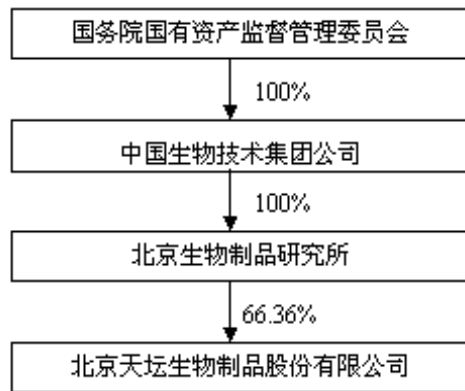 国务院国有资产监督管理委员会
100%
中国生物技术集团公司
100%
北京生物制品研究所
66.36%
北京天坛生物制品股份有限公司